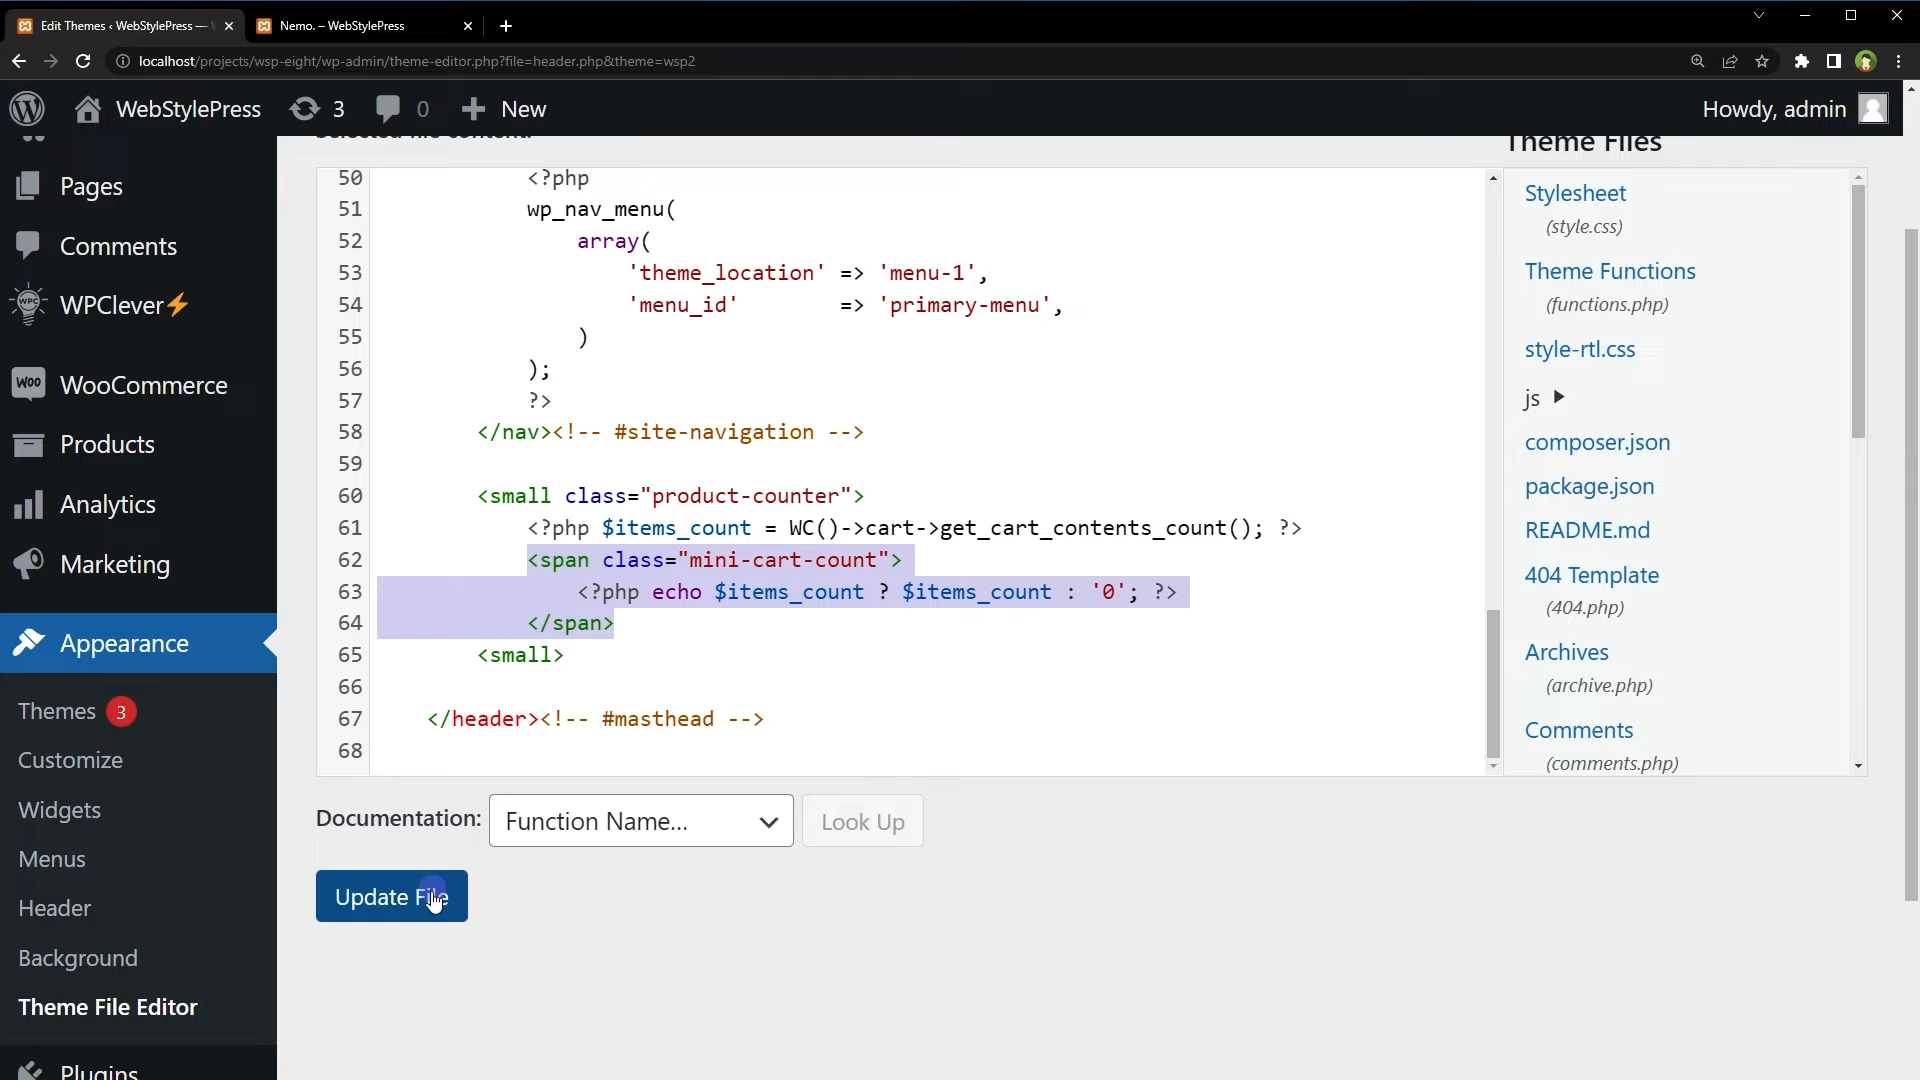 Edit Themes ‹ WebStylePress —
Nemo. – WebStylePress
localhost/projects/wsp-eight/wp-admin/theme-editor.php?file=header.php&theme=wsp2
WebStylePress
3
0
New
Howdy, admin
Selected file content:
Theme Files
Pages
Comments
WPC
WPClever⚡
Woo
WooCommerce
Products
Analytics
Marketing
Appearance
Themes 3
Customize
Widgets
Menus
Header
Background
Theme File Editor
Plugins
50 <?php
51 wp_nav_menu(
52 array(
53 'theme_location' => 'menu-1',
54 'menu_id'        => 'primary-menu',
55 )
56 );
57 ?>
58 </nav><!-- #site-navigation -->
59
60 <small class="product-counter">
61 <?php $items_count = WC()->cart->get_cart_contents_count(); ?>
62 <span class="mini-cart-count">
63 <?php echo $items_count ? $items_count : '0'; ?>
64 </span>
65 <small>
66
67 </header><!-- #masthead -->
68
Stylesheet
(style.css)
Theme Functions
(functions.php)
style-rtl.css
js
composer.json
package.json
README.md
404 Template
(404.php)
Archives
(archive.php)
Comments
(comments.php)
Documentation: Function Name... Look Up
Update File